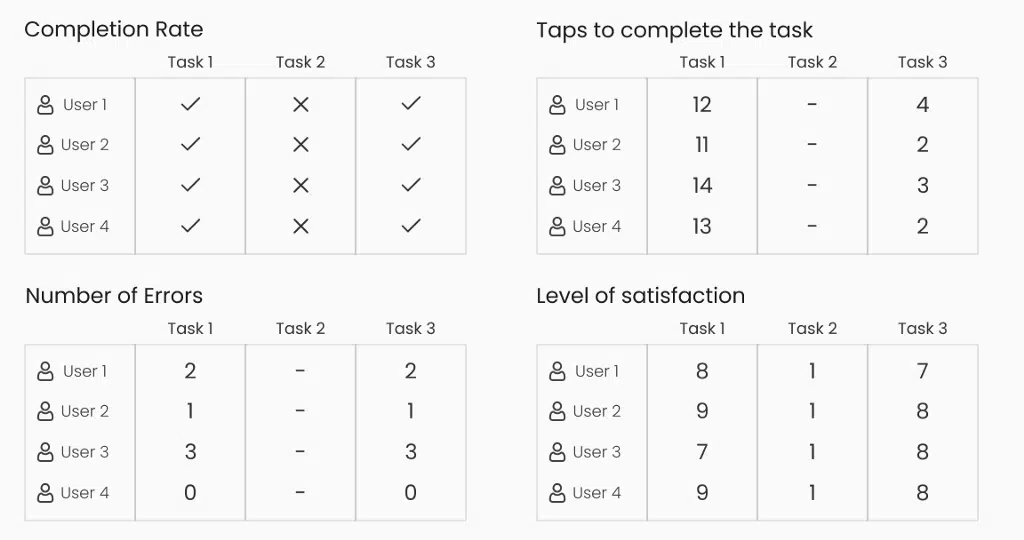 Completion Rate
Task 1 Task 2 Task 3
User 1 ✓ ✕ ✓
User 2 ✓ ✕ ✓
User 3 ✓ ✕ ✓
User 4 ✓ ✕ ✓
Taps to complete the task
Task 1 Task 2 Task 3
User 1 12 - 4
User 2 11 - 2
User 3 14 - 3
User 4 13 - 2
Number of Errors
Task 1 Task 2 Task 3
User 1 2 - 2
User 2 1 - 1
User 3 3 - 3
User 4 0 - 0
Level of satisfaction
Task 1 Task 2 Task 3
User 1 8 1 7
User 2 9 1 8
User 3 7 1 8
User 4 9 1 8